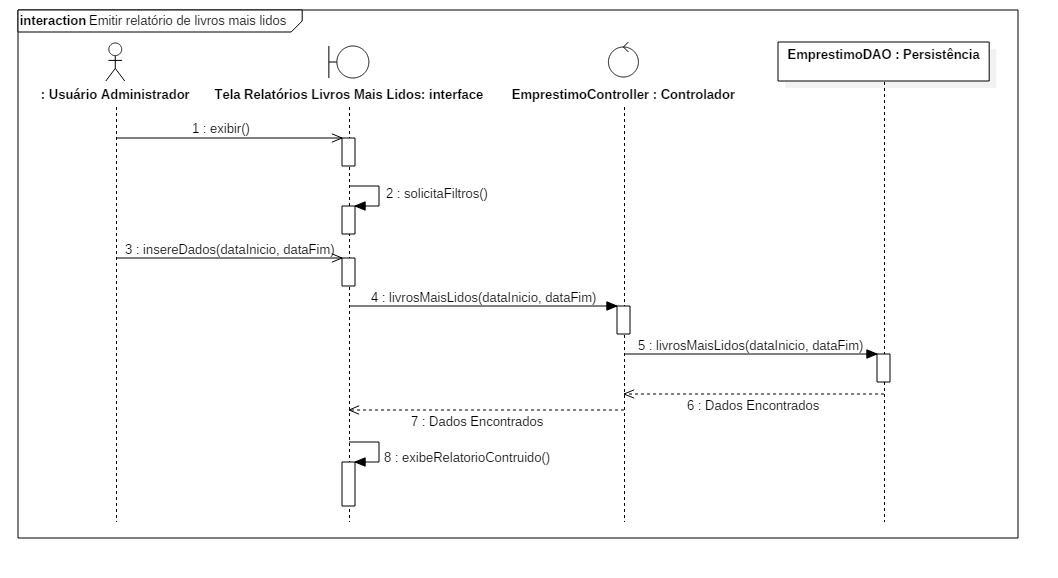 interaction Emitir relatório de livros mais lidos
EmprestimoDAO : Persistência
: Usuário Administrador
Tela Relatórios Livros Mais Lidos: interface
EmprestimoController : Controlador
1 : exibir()
2 : solicitaFiltros()
3 : insereDados(dataInicio, dataFim)
4 : livrosMaisLidos(dataInicio, dataFim)
5 : livrosMaisLidos(dataInicio, dataFim)
6 : Dados Encontrados
7 : Dados Encontrados
8 : exibeRelatorioContruido()